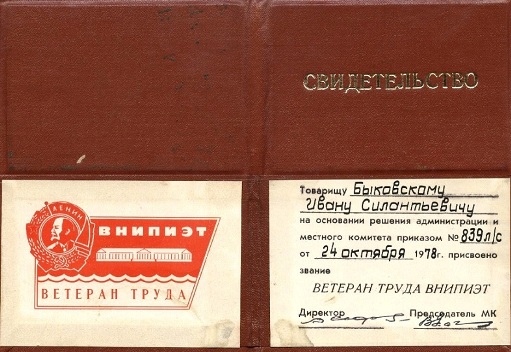 СВИДЕТЕЛЬСТВО
ЛЕНИН
ВНИПИЭТ
ВЕТЕРАН ТРУДА
Товарищу Быковскому
Ивану Силантьевичу
на основании решения администрации и
местного комитета приказом № 839 л/с
от 24 октября 1978 г. присвоено
звание
ВЕТЕРАН ТРУДА ВНИПИЭТ
Директор Председатель МК